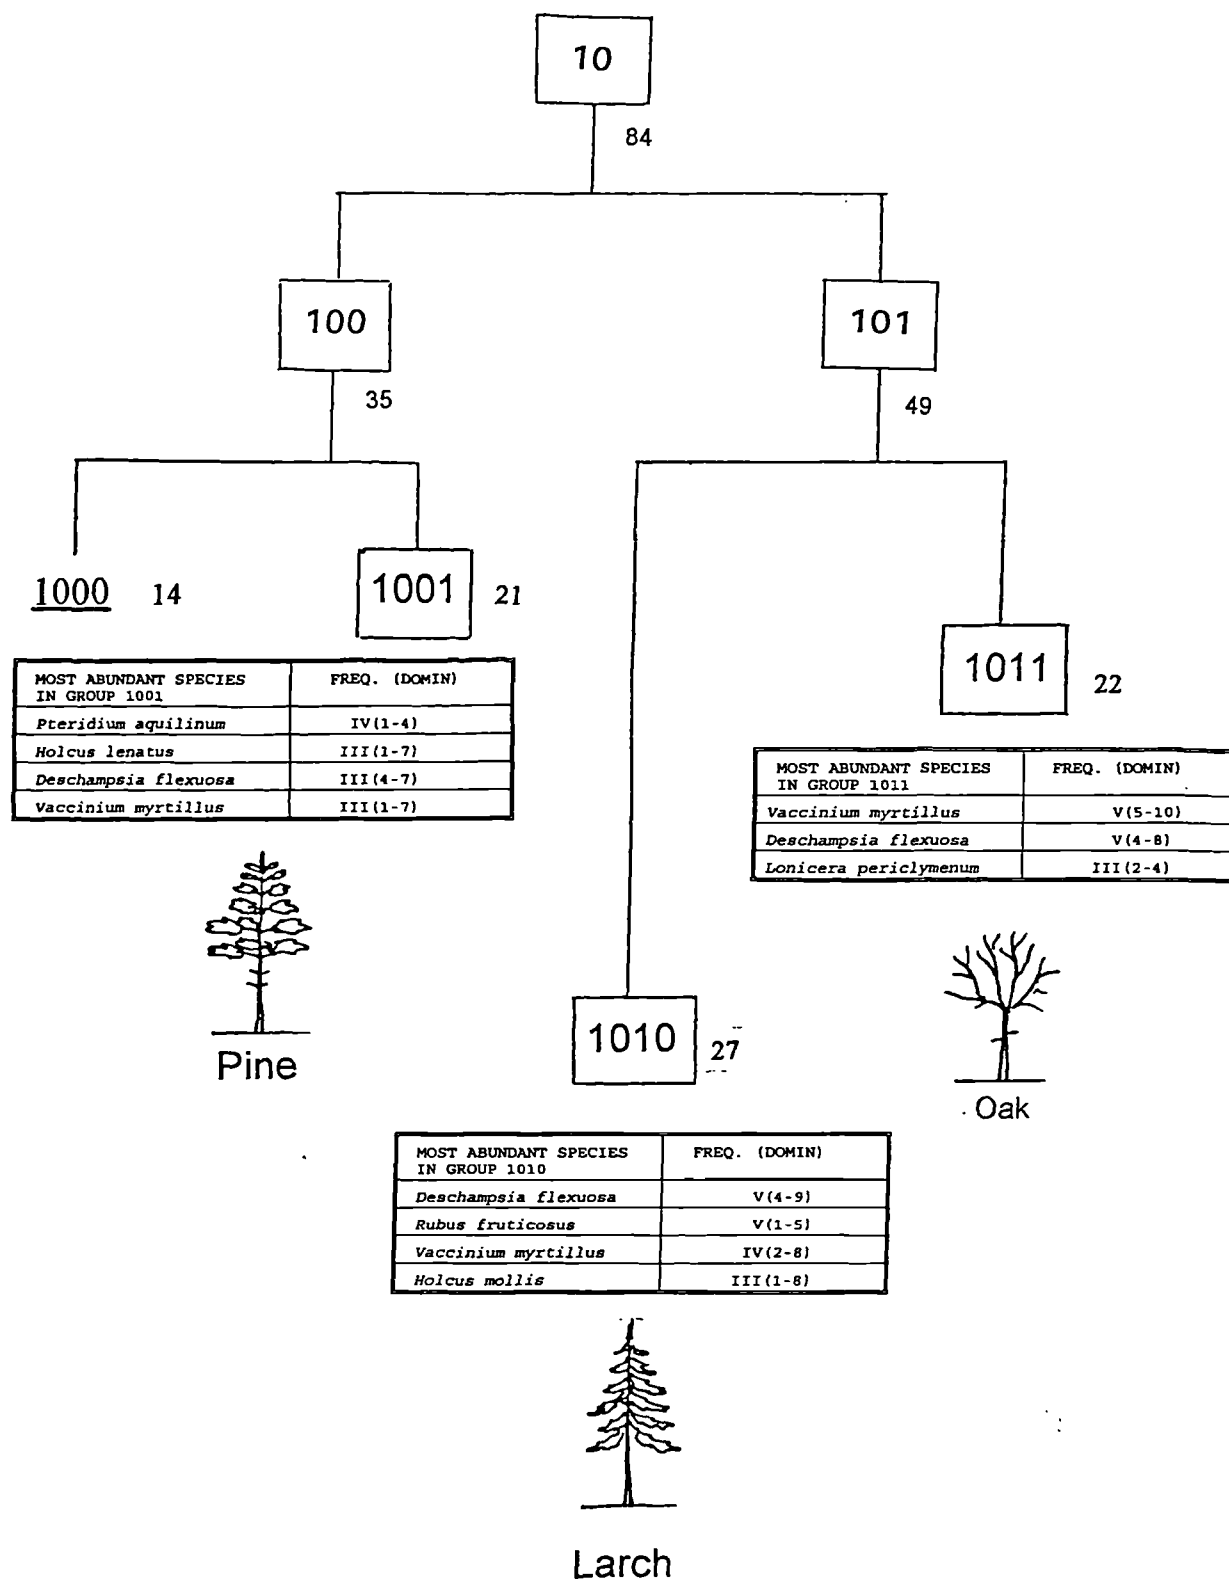 10
84
100
101
35
49
1000
14
1001
21
1011
22
MOST ABUNDANT SPECIES IN GROUP 1001
FREQ. (DOMIN)
Pteridium aquilinum
IV(1-4)
Holcus lenatus
III(1-7)
Deschampsia flexuosa
III(4-7)
Vaccinium myrtillus
III(1-7)
MOST ABUNDANT SPECIES IN GROUP 1011
FREQ. (DOMIN)
Vaccinium myrtillus
V(5-10)
Deschampsia flexuosa
V(4-8)
Lonicera periclymenum
III(2-4)
Pine
Oak
1010
27
MOST ABUNDANT SPECIES IN GROUP 1010
FREQ. (DOMIN)
Deschampsia flexuosa
V(4-9)
Rubus fruticosus
V(1-5)
Vaccinium myrtillus
IV(2-8)
Holcus mollis
III(1-8)
Larch